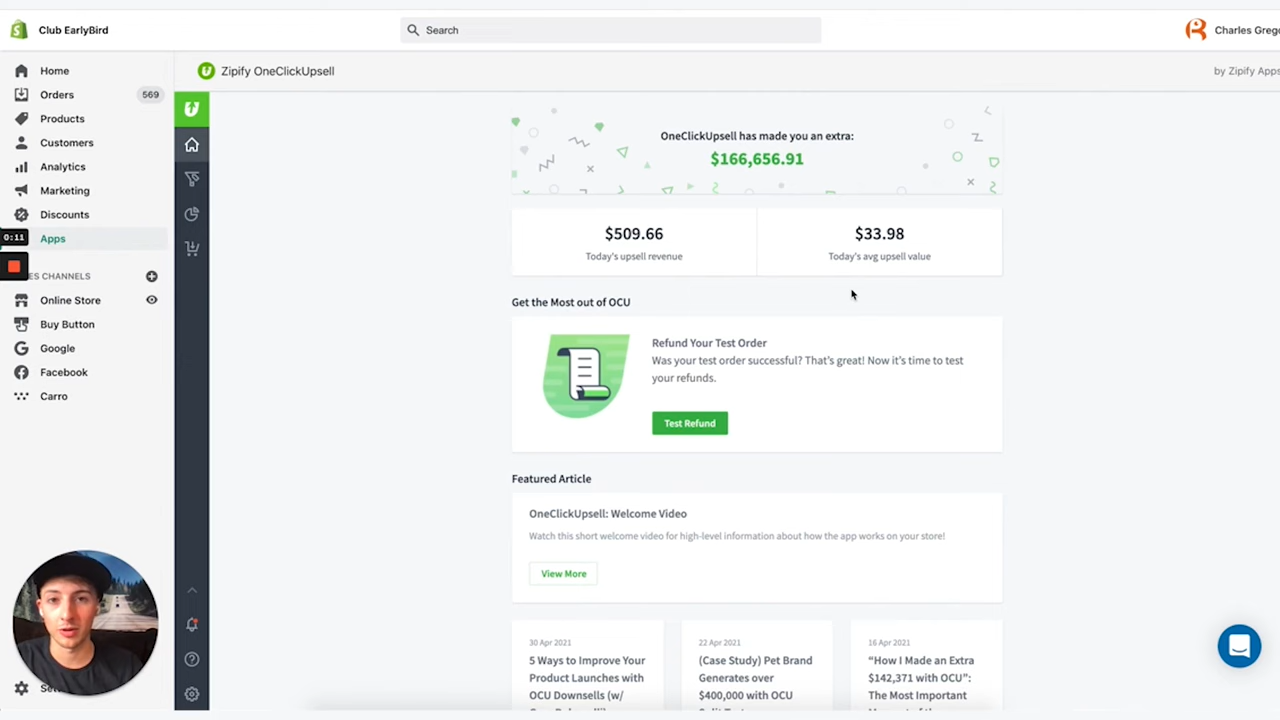 Club EarlyBird
Search
Charles Grego
Home
Orders
569
Products
Customers
Analytics
Marketing
Discounts
0:11
Apps
ES CHANNELS
Online Store
Buy Button
Google
Facebook
Carro
Zipify OneClickUpsell
by Zipify Apps
OneClickUpsell has made you an extra:
$166,656.91
$509.66
Today's upsell revenue
$33.98
Today's avg upsell value
Get the Most out of OCU
Refund Your Test Order
Was your test order successful? That's great! Now it's time to test
your refunds.
Test Refund
Featured Article
OneClickUpsell: Welcome Video
Watch this short welcome video for high-level information about how the app works on your store!
View More
30 Apr 2021
5 Ways to Improve Your
Product Launches with
OCU Downsells (w/
22 Apr 2021
(Case Study) Pet Brand
Generates over
$400,000 with OCU
16 Apr 2021
“How I Made an Extra
$142,371 with OCU”:
The Most Important